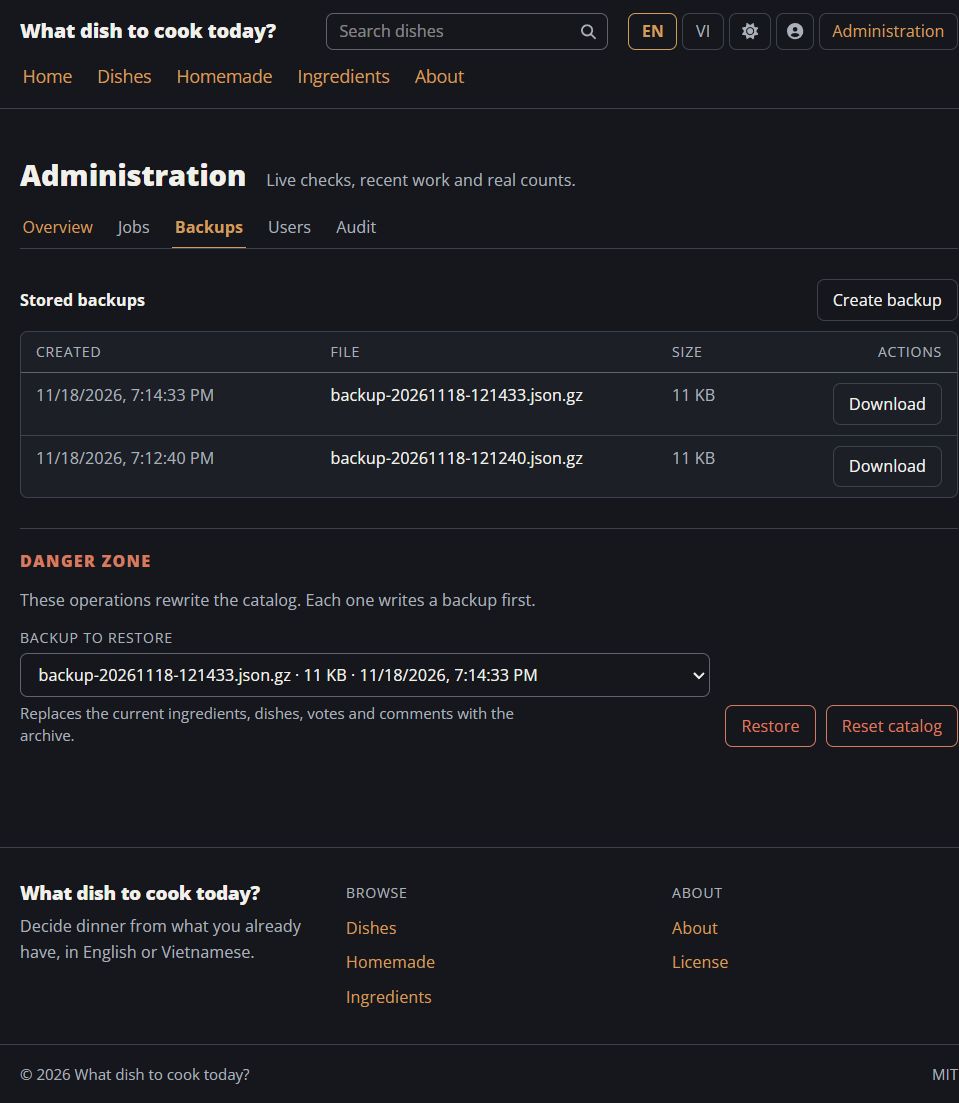 What dish to cook today?
Search dishes
EN
VI
Administration
Home
Dishes
Homemade
Ingredients
About
Administration
Live checks, recent work and real counts.
Overview
Jobs
Backups
Users
Audit
Stored backups
Create backup
CREATED
FILE
SIZE
ACTIONS
11/18/2026, 7:14:33 PM
backup-20261118-121433.json.gz
11 KB
Download
11/18/2026, 7:12:40 PM
backup-20261118-121240.json.gz
11 KB
Download
DANGER ZONE
These operations rewrite the catalog. Each one writes a backup first.
BACKUP TO RESTORE
backup-20261118-121433.json.gz · 11 KB · 11/18/2026, 7:14:33 PM
Replaces the current ingredients, dishes, votes and comments with the
archive.
Restore
Reset catalog
What dish to cook today?
Decide dinner from what you already
have, in English or Vietnamese.
BROWSE
Dishes
Homemade
Ingredients
ABOUT
About
License
© 2026 What dish to cook today?
MIT